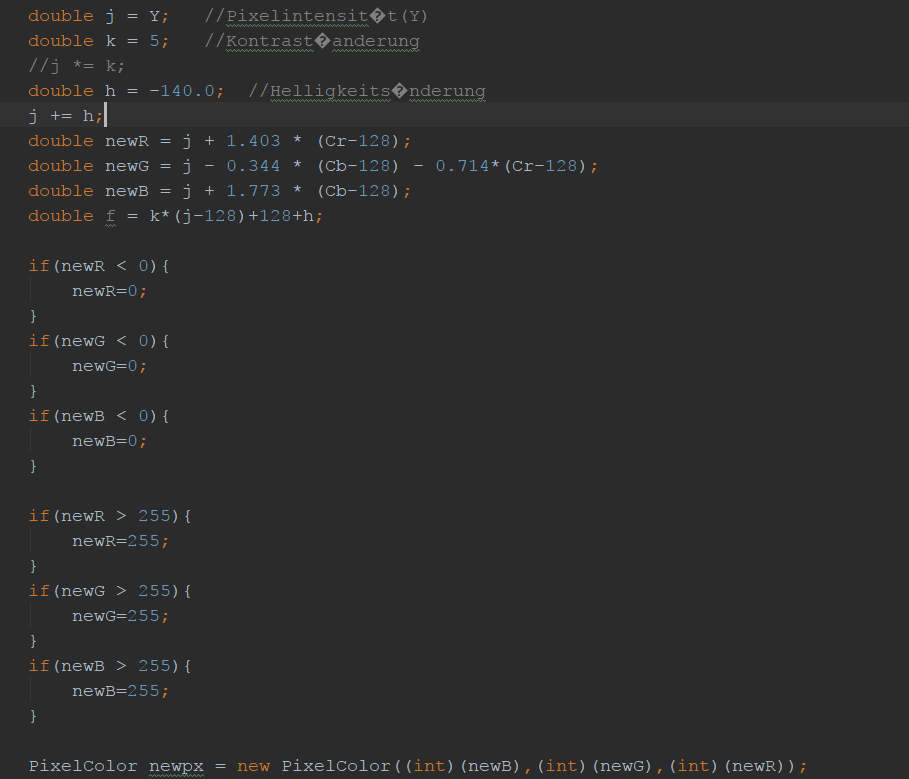 double j = Y;   //Pixelintensit�t(Y)
double k = 5;   //Kontrast�anderung
//j *= k;
double h = -140.0;  //Helligkeits�nderung
j += h;
double newR = j + 1.403 * (Cr-128);
double newG = j - 0.344 * (Cb-128) - 0.714*(Cr-128);
double newB = j + 1.773 * (Cb-128);
double f = k*(j-128)+128+h;
if(newR < 0){
newR=0;
}
if(newG < 0){
newG=0;
}
if(newB < 0){
newB=0;
}
if(newR > 255){
newR=255;
}
if(newG > 255){
newG=255;
}
if(newB > 255){
newB=255;
}
PixelColor newpx = new PixelColor((int)(newB),(int)(newG),(int)(newR));